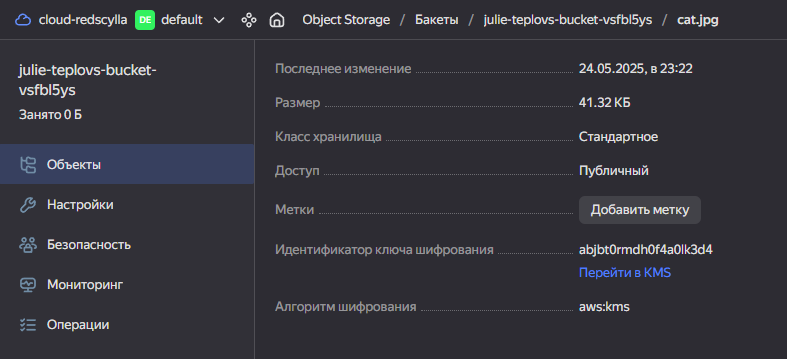 cloud-redscylla DE default Object Storage / Бакеты / julie-teplovs-bucket-vsfbl5ys / cat.jpg
julie-teplovs-bucket-
vsfbl5ys
Занято 0 Б
Объекты
Настройки
Безопасность
Мониторинг
Операции
Последнее изменение 24.05.2025, в 23:22
Размер 41.32 КБ
Класс хранилища Стандартное
Доступ Публичный
Метки Добавить метку
Идентификатор ключа шифрования abjbt0rmdh0f4a0lk3d4
Перейти в KMS
Алгоритм шифрования aws:kms